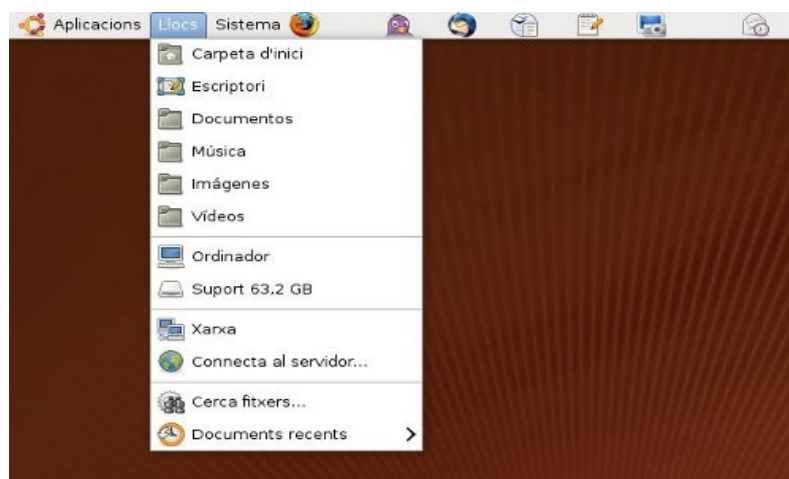 Aplicacions Llocs Sistema
Carpeta d'inici
Escriptori
Documentos
Música
Imágenes
Vídeos
Ordinador
Suport 63,2 GB
Xarxa
Connecta al servidor...
Cerca fitxers...
Documents recents